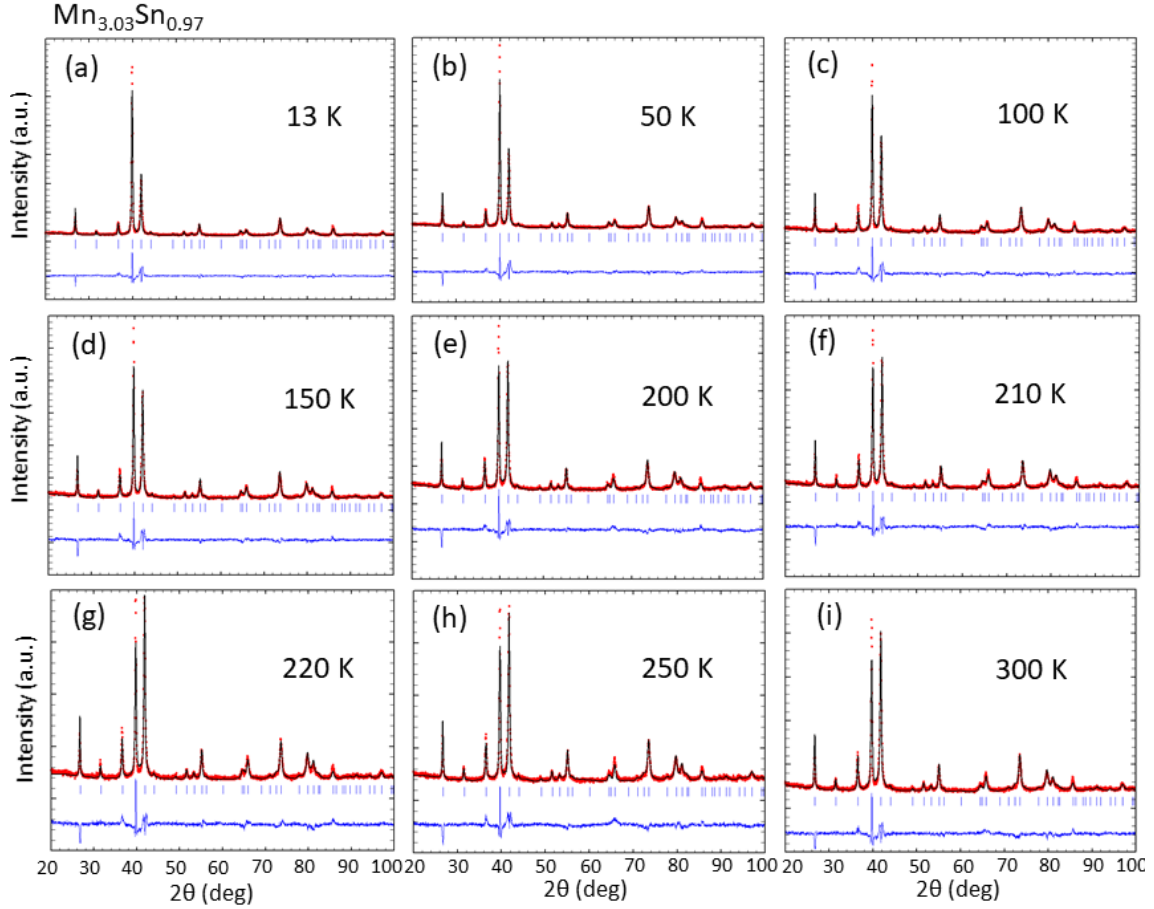 Mn3.03Sn0.97
(a)
13 K
(b)
50 K
(c)
100 K
Intensity (a.u.)
(d)
150 K
(e)
200 K
(f)
210 K
Intensity (a.u.)
(g)
220 K
(h)
250 K
(i)
300 K
Intensity (a.u.)
20 30 40 50 60 70 80 90 100
20 30 40 50 60 70 80 90 100
20 30 40 50 60 70 80 90 100
2θ (deg)
2θ (deg)
2θ (deg)